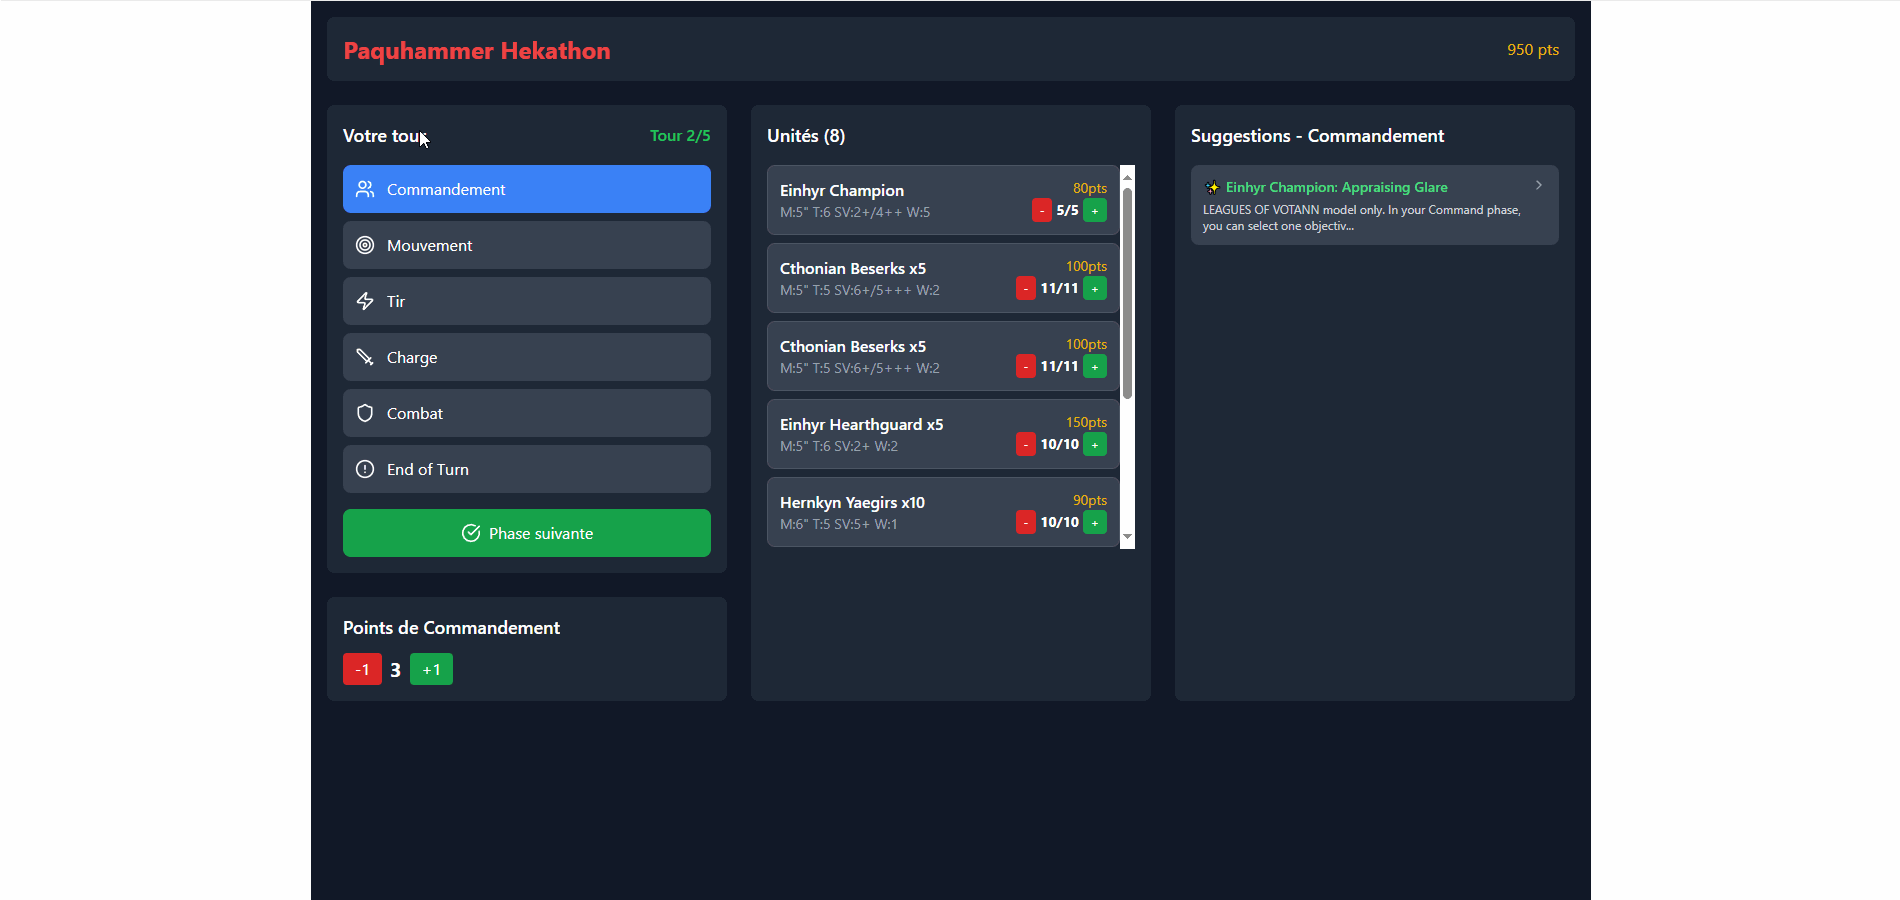 Paquhammer Hekathon
950 pts
Votre tour
Tour 2/5
Commandement
Mouvement
Tir
Charge
Combat
End of Turn
Phase suivante
Points de Commandement
-1 3 +1
Unités (8)
Einhyr Champion
80pts
M:5" T:6 SV:2+/4++ W:5
- 5/5 +
Cthonian Beserks x5
100pts
M:5" T:5 SV:6+/5+++ W:2
- 11/11 +
Cthonian Beserks x5
100pts
M:5" T:5 SV:6+/5+++ W:2
- 11/11 +
Einhyr Hearthguard x5
150pts
M:5" T:6 SV:2+ W:2
- 10/10 +
Hernkyn Yaegirs x10
90pts
M:6" T:5 SV:5+ W:1
- 10/10 +
Suggestions - Commandement
✨ Einhyr Champion: Appraising Glare
LEAGUES OF VOTANN model only. In your Command phase,
you can select one objectiv...